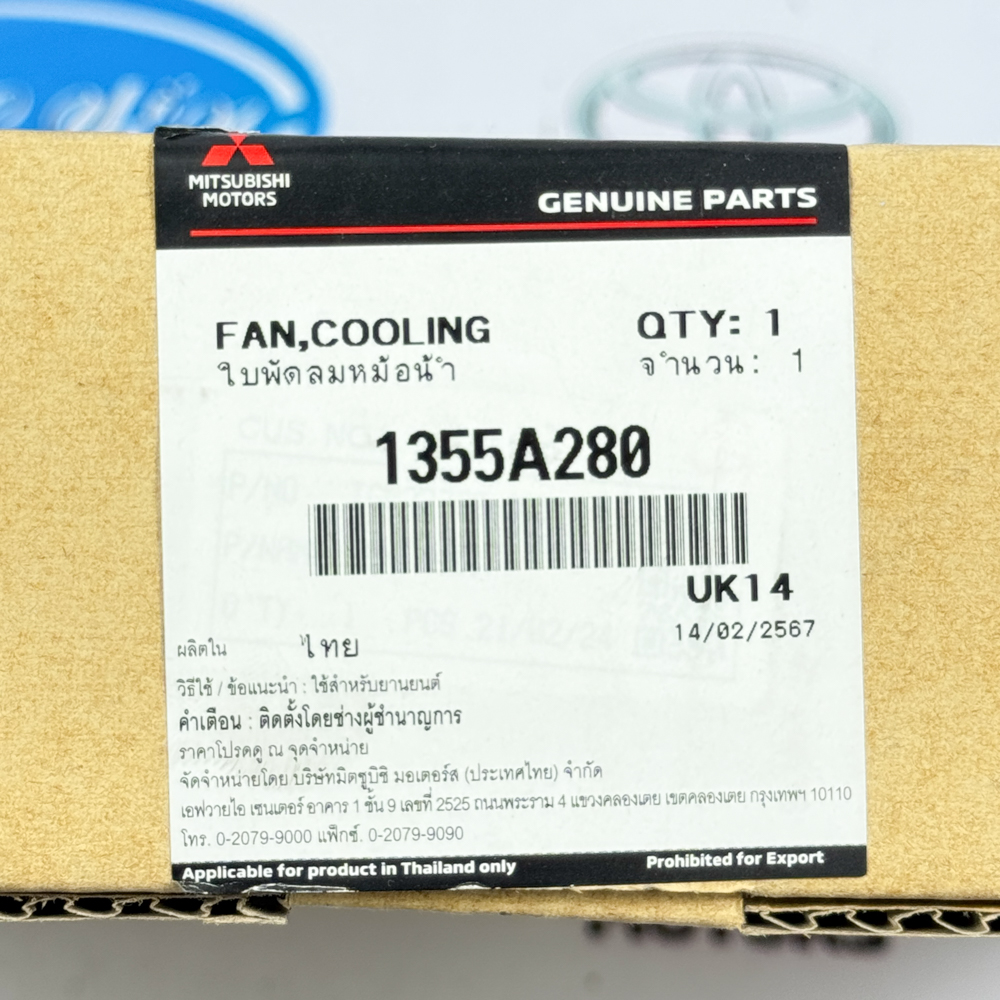 MITSUBISHI
MOTORS
GENUINE PARTS
FAN,COOLING
QTY: 1
ใบพัดลมหม้อน้ำ
จำนวน: 1
1355A280
CUS NO
P/NO
P/NAM
Q'TY
PCS 21/02/24
UK14
14/02/2567
ผลิตใน ไทย
วิธีใช้ / ข้อแนะนำ : ใช้สำหรับยานยนต์
คำเตือน : ติดตั้งโดยช่างผู้ชำนาญการ
ราคาโปรดดู ณ จุดจำหน่าย
จัดจำหน่ายโดย บริษัทมิตซูบิชิ มอเตอร์ส (ประเทศไทย) จำกัด
เอฟวายไอ เซนเตอร์ อาคาร 1 ชั้น 9 เลขที่ 2525 ถนนพระราม 4 แขวงคลองเตย เขตคลองเตย กรุงเทพฯ 10110
โทร. 0-2079-9000 แฟ็กซ์. 0-2079-9090
Applicable for product in Thailand only
Prohibited for Export